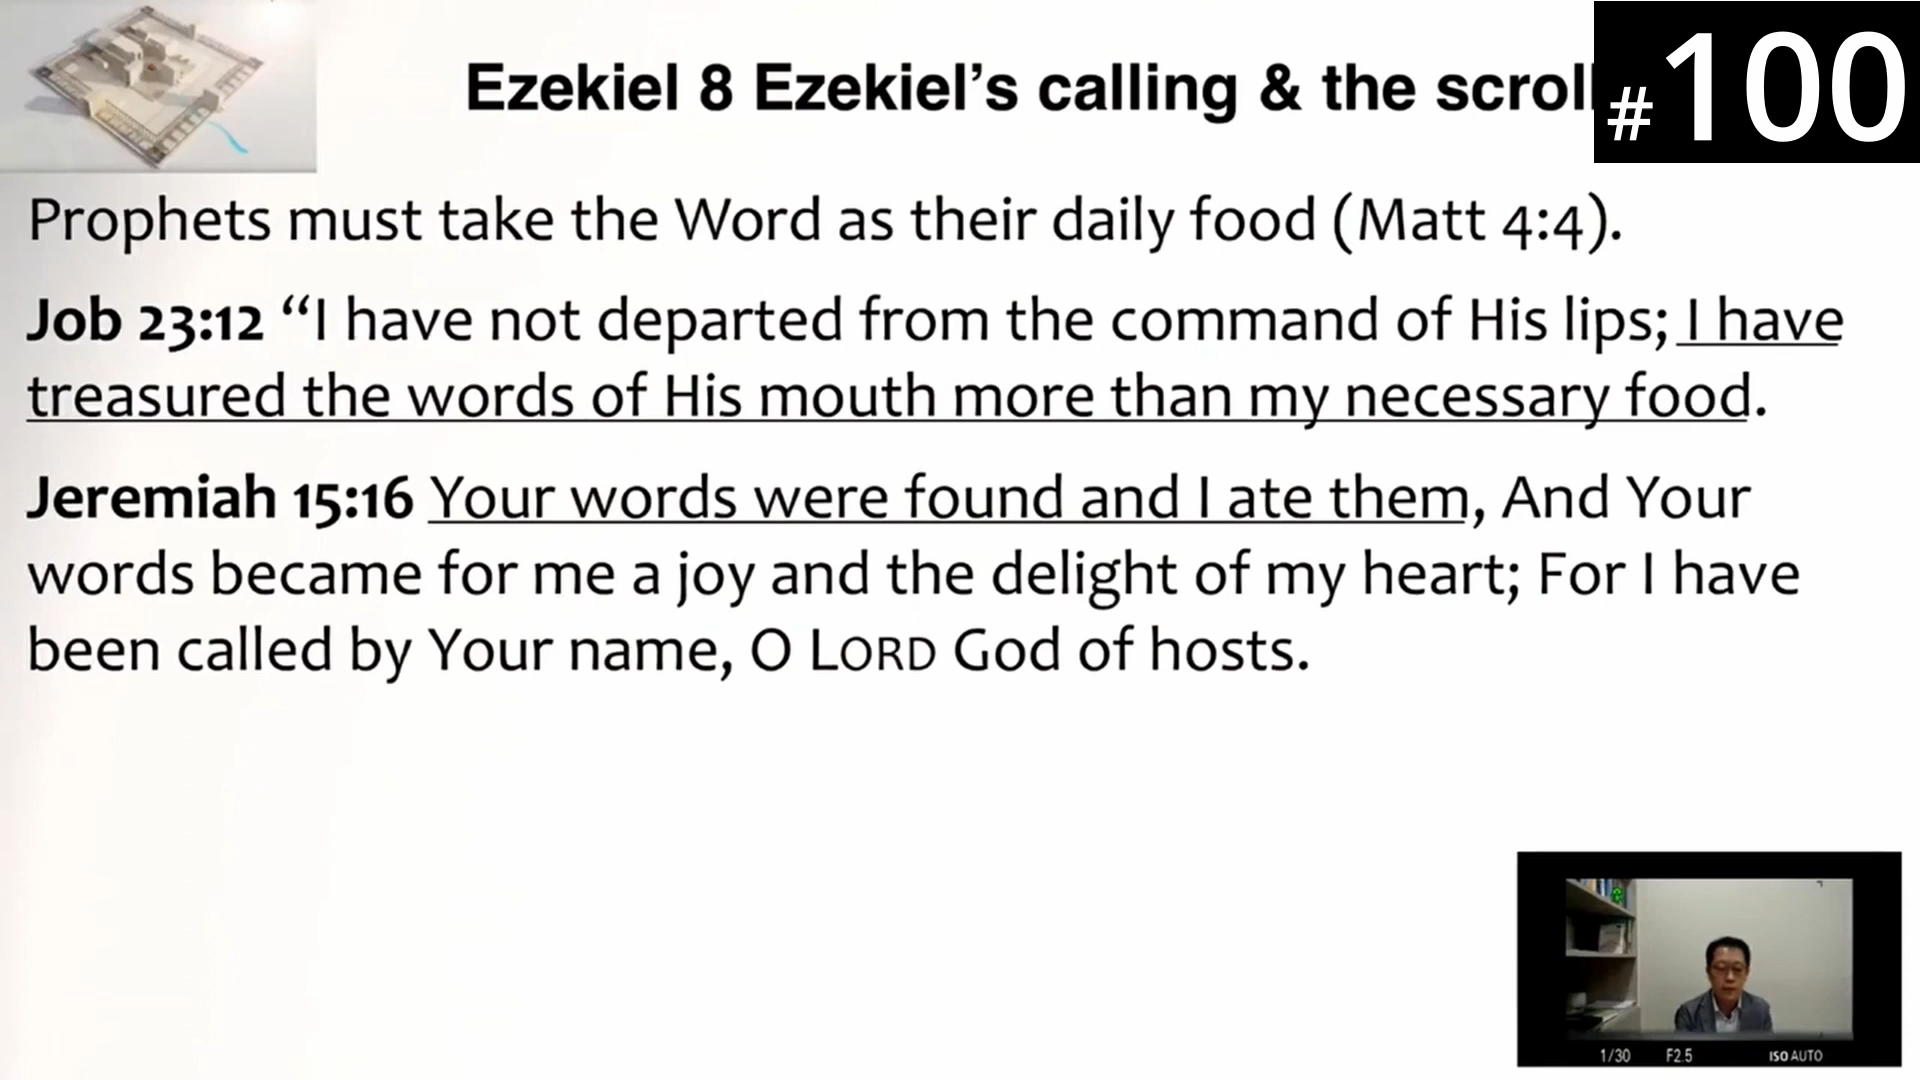 Ezekiel 8 Ezekiel’s calling & the scroll
#100
Prophets must take the Word as their daily food (Matt 4:4).
Job 23:12 “I have not departed from the command of His lips; I have
treasured the words of His mouth more than my necessary food.
Jeremiah 15:16 Your words were found and I ate them, And Your
words became for me a joy and the delight of my heart; For I have
been called by Your name, O LORD God of hosts.
1/30 F2.5 ISO AUTO